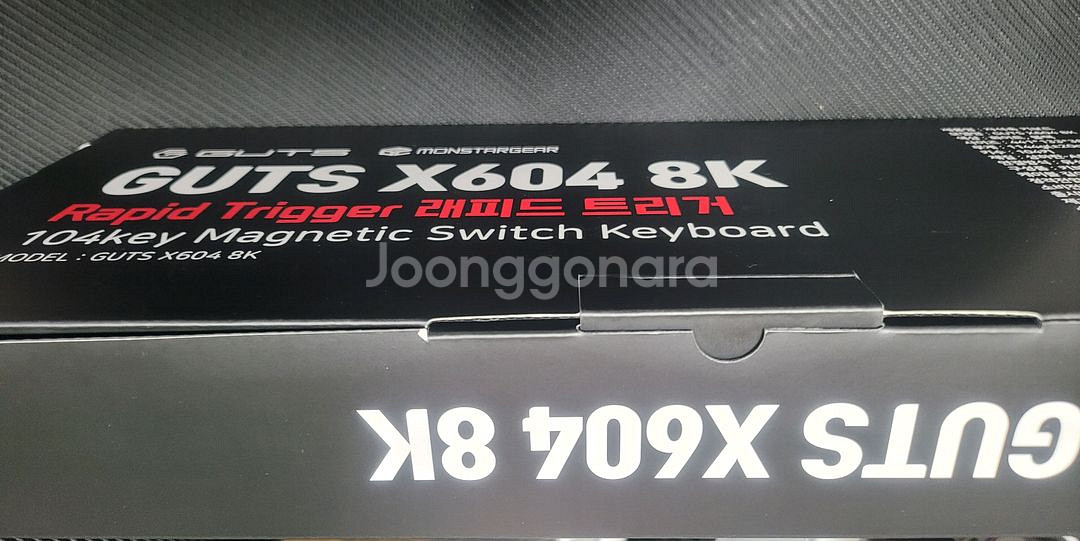 GUTS MONSTARGEAR
GUTS X604 8K
Rapid Trigger 래피드 트리거
104key Magnetic Switch Keyboard
MODEL : GUTS X604 8K
Joonggonara
GUTS X604 8K